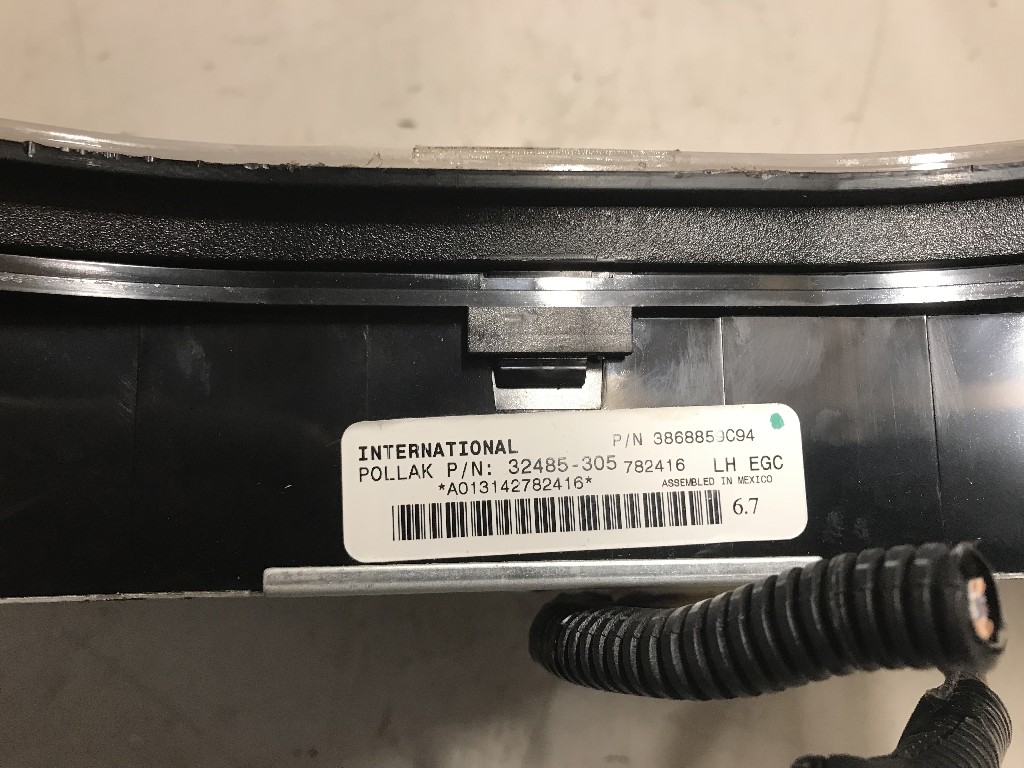 INTERNATIONAL P/N 3868859C94
POLLAK P/N: 32485-305 782416 LH EGC
*A013142782416* ASSEMBLED IN MEXICO
6.7